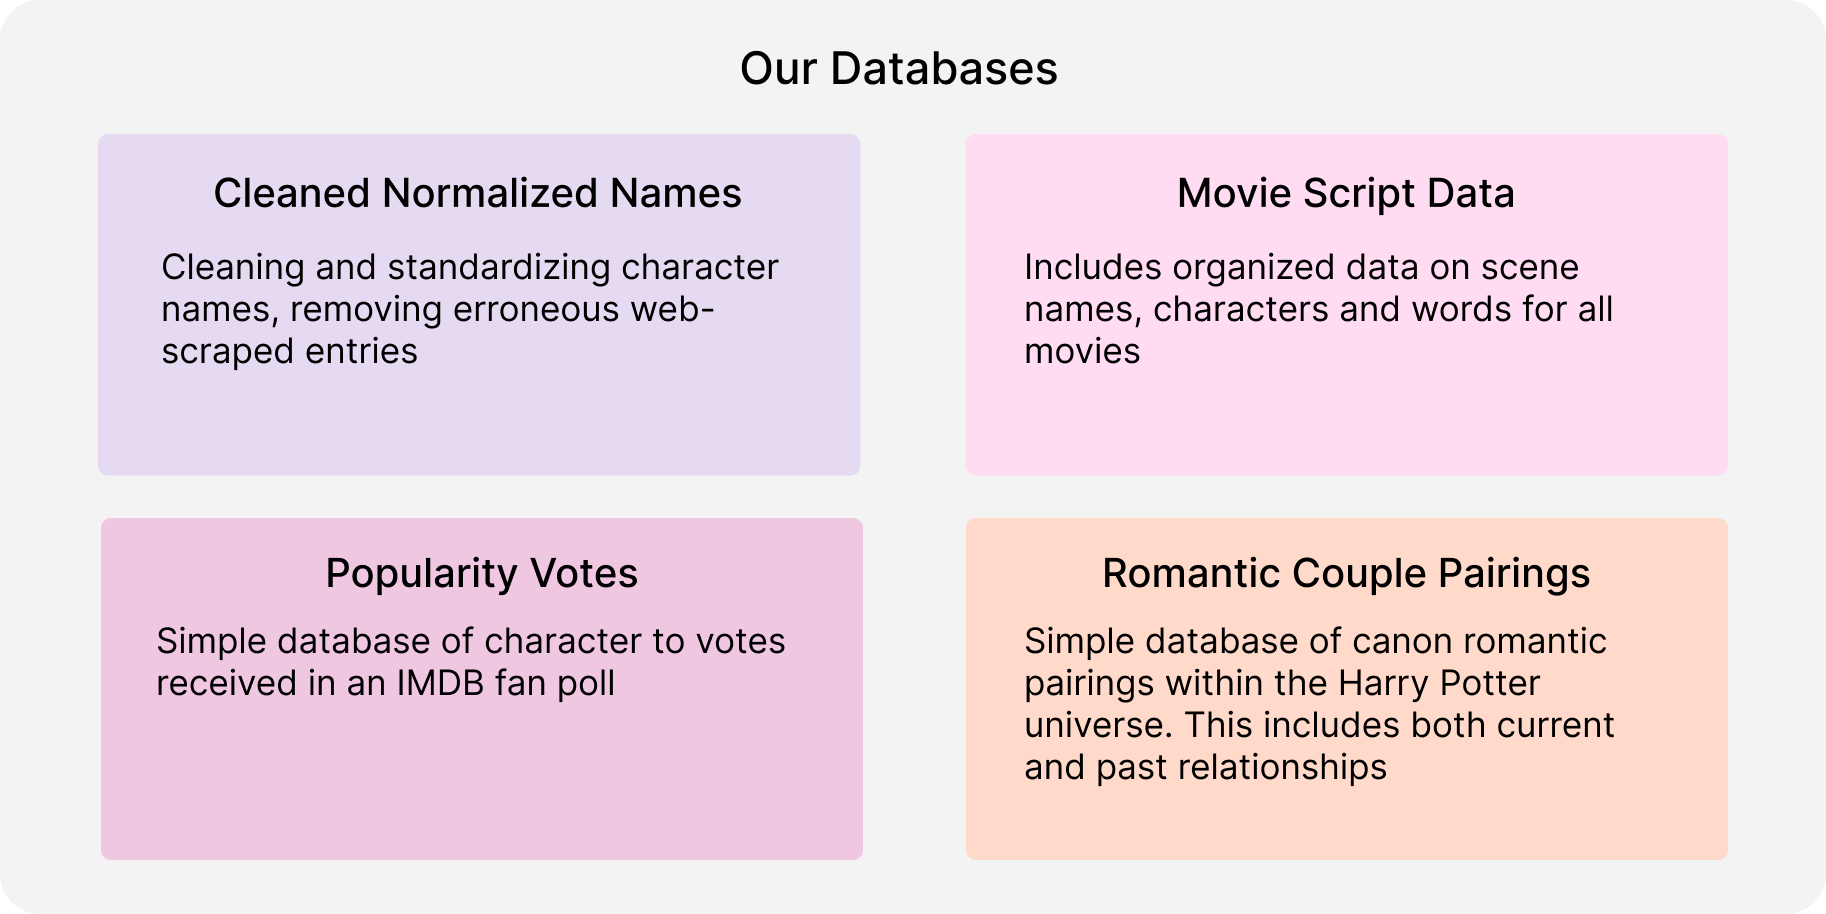 Our Databases
Cleaned Normalized Names
Cleaning and standardizing character
names, removing erroneous web-
scraped entries
Movie Script Data
Includes organized data on scene
names, characters and words for all
movies
Popularity Votes
Simple database of character to votes
received in an IMDB fan poll
Romantic Couple Pairings
Simple database of canon romantic
pairings within the Harry Potter
universe. This includes both current
and past relationships